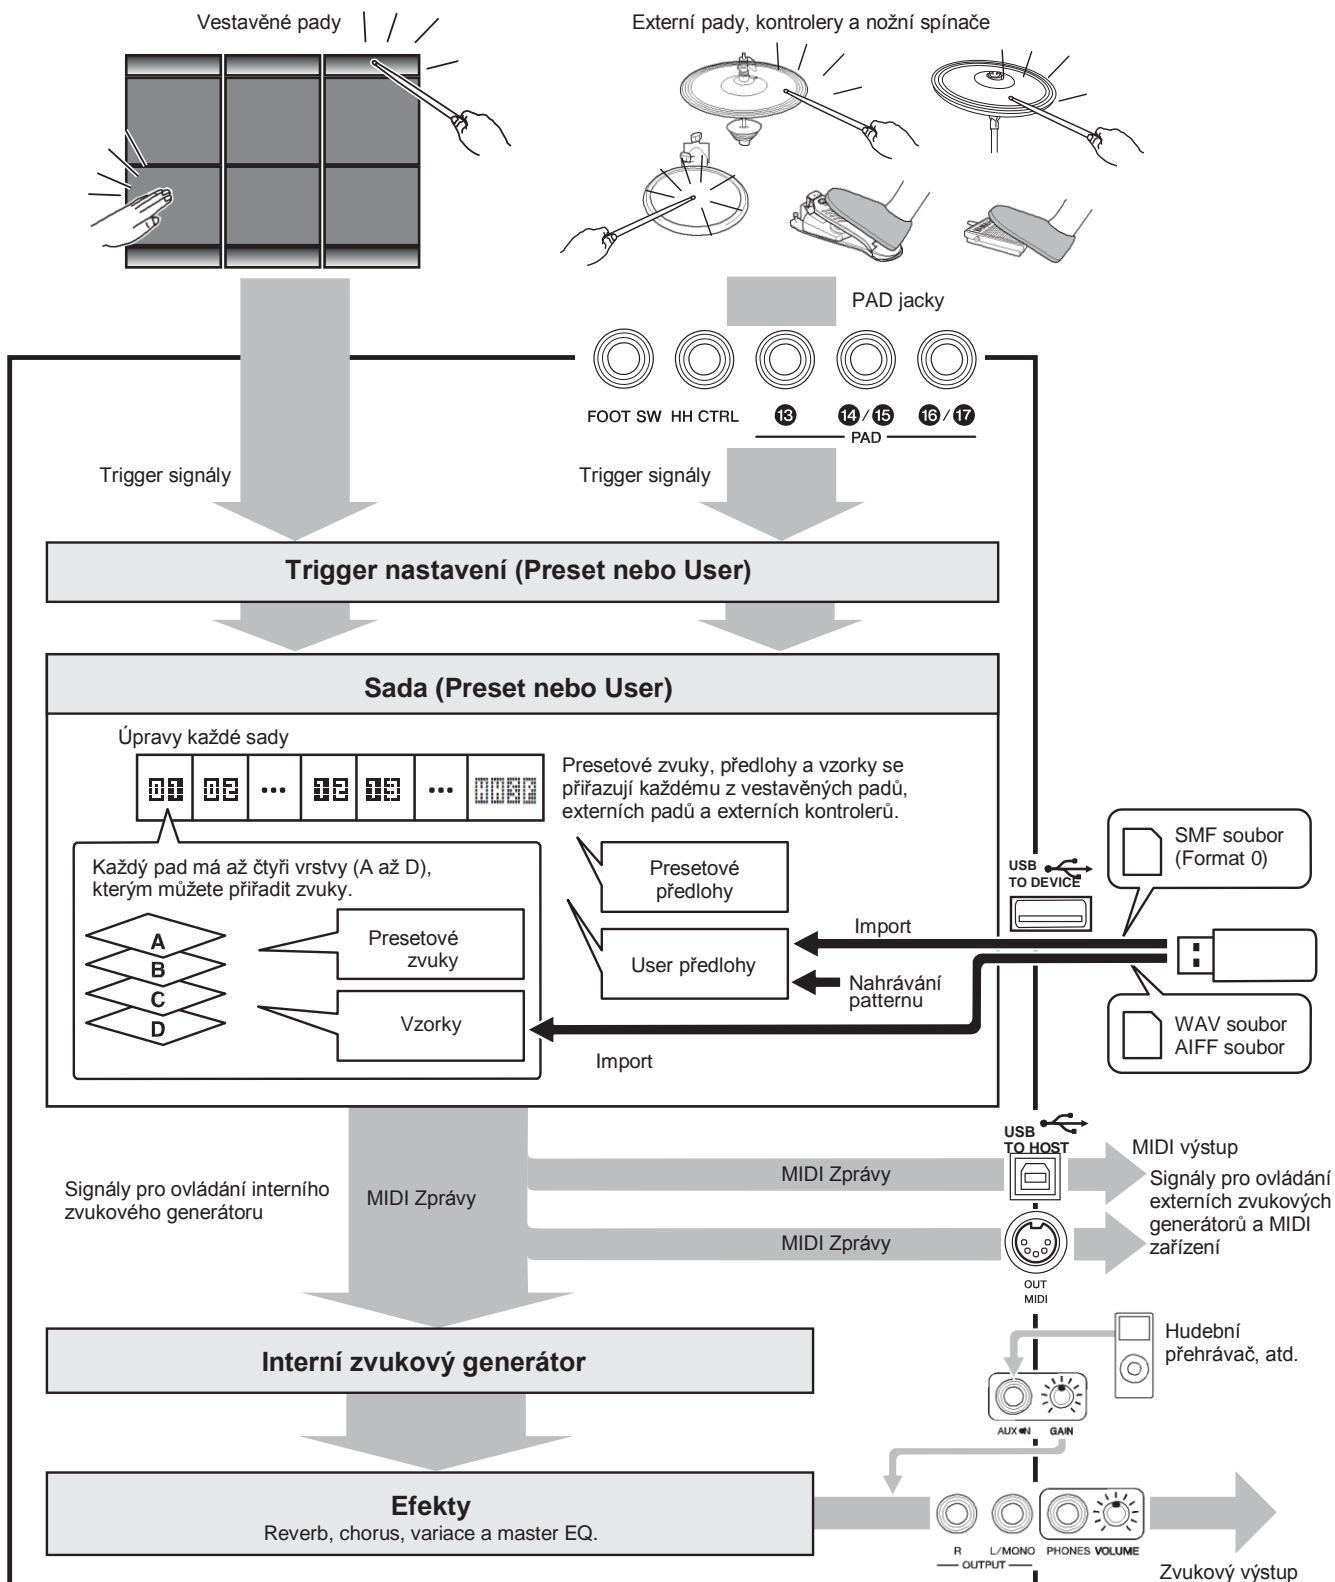 Vestavěné pady
Externí pady, kontrolery a nožní spínače
PAD jacky
FOOT SW HH CTRL 13 14/15 16/17
PAD
Trigger signály
Trigger signály
Trigger nastavení (Preset nebo User)
Sada (Preset nebo User)
Úpravy každé sady
01 02 ... 12 13 ...
Presetové zvuky, předlohy a vzorky se
přiřazují každému z vestavěných padů,
externích padů a externích kontrolerů.
Každý pad má až čtyři vrstvy (A až D),
kterým můžete přiřadit zvuky.
A
B
C
D
Presetové
zvuky
Vzorky
Presetové
předlohy
User předlohy
Import
Nahrávání
patternu
Import
USB
TO DEVICE
SMF soubor
(Format 0)
WAV soubor
AIFF soubor
USB
TO HOST
MIDI výstup
Signály pro ovládání
externích zvukových
generátorů a MIDI
zařízení
Signály pro ovládání interního
zvukového generátoru
MIDI Zprávy
MIDI Zprávy
MIDI Zprávy
OUT
MIDI
Interní zvukový generátor
Hudební
přehrávač, atd.
AUX IN GAIN
Efekty
Reverb, chorus, variace a master EQ.
R L/MONO PHONES VOLUME
OUTPUT
Zvukový výstup